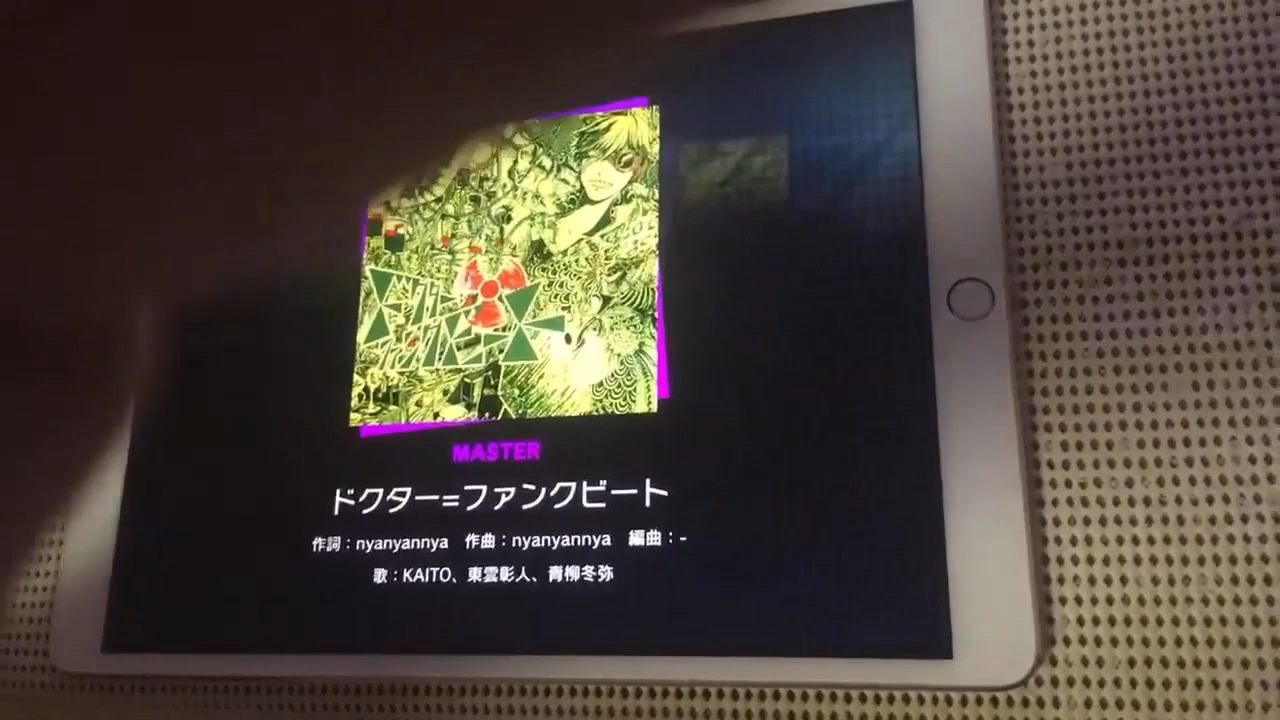 MASTER
ドクター=ファンクビート
作詞：nyanyannya　作曲：nyanyannya　編曲：-
歌：KAITO、東雲彰人、青柳冬弥